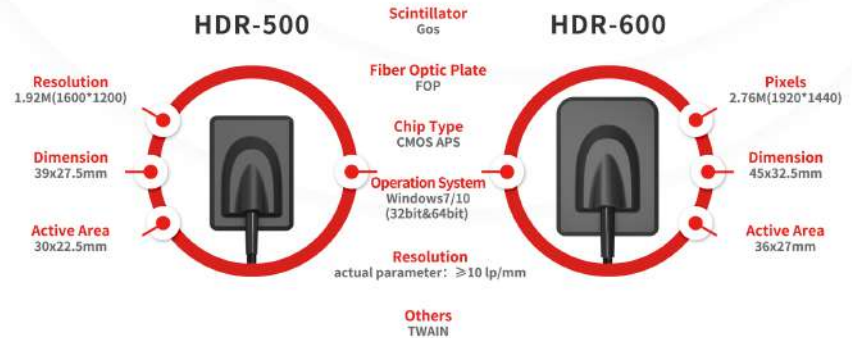 HDR-500
Resolution
1.92M(1600*1200)
Dimension
39x27.5mm
Active Area
30x22.5mm
Scintillator
Gos
Fiber Optic Plate
FOP
Chip Type
CMOS APS
Operation System
Windows7/10
(32bit&64bit)
Resolution
actual parameter: ≥10 lp/mm
Others
TWAIN
HDR-600
Pixels
2.76M(1920*1440)
Dimension
45x32.5mm
Active Area
36x27mm